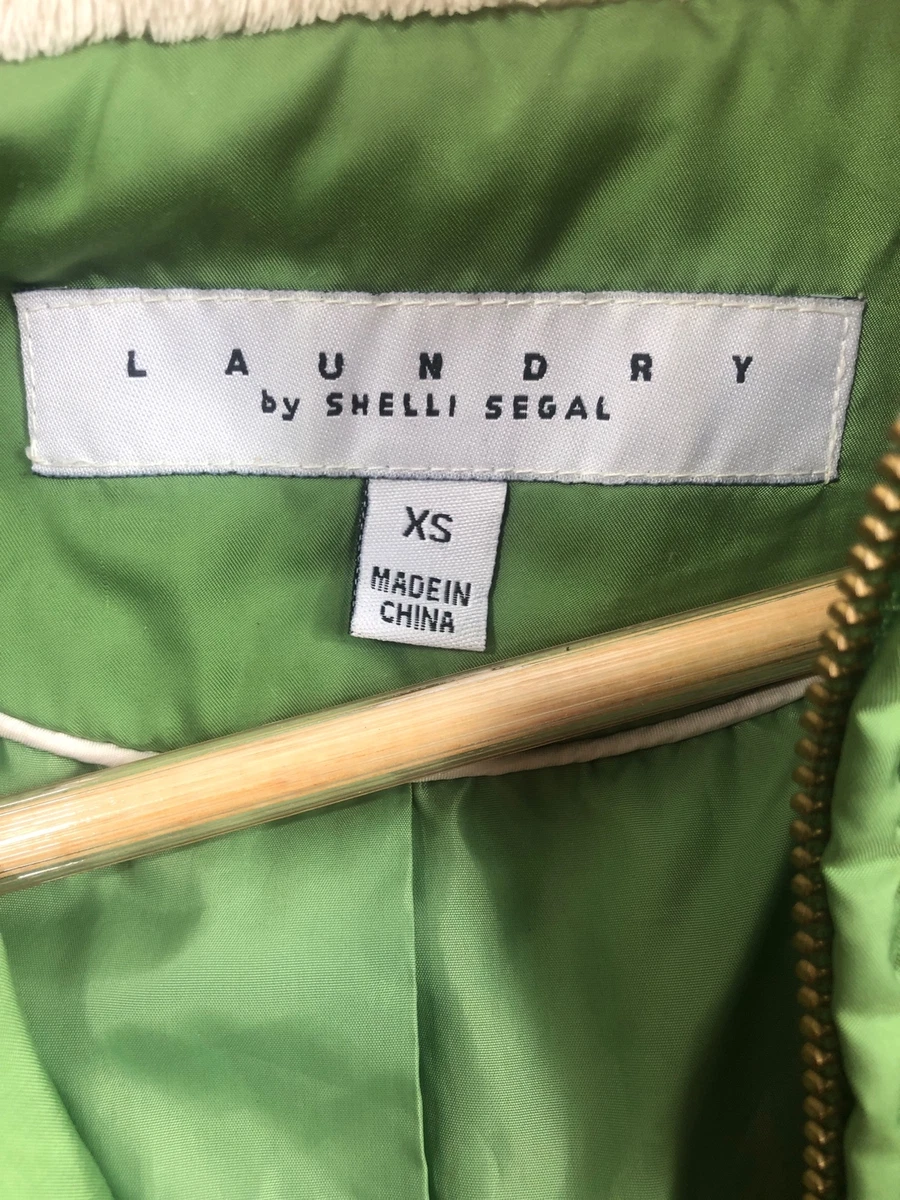 LAUNDRY
by SHELLI SEGAL
XS
MADE IN
CHINA